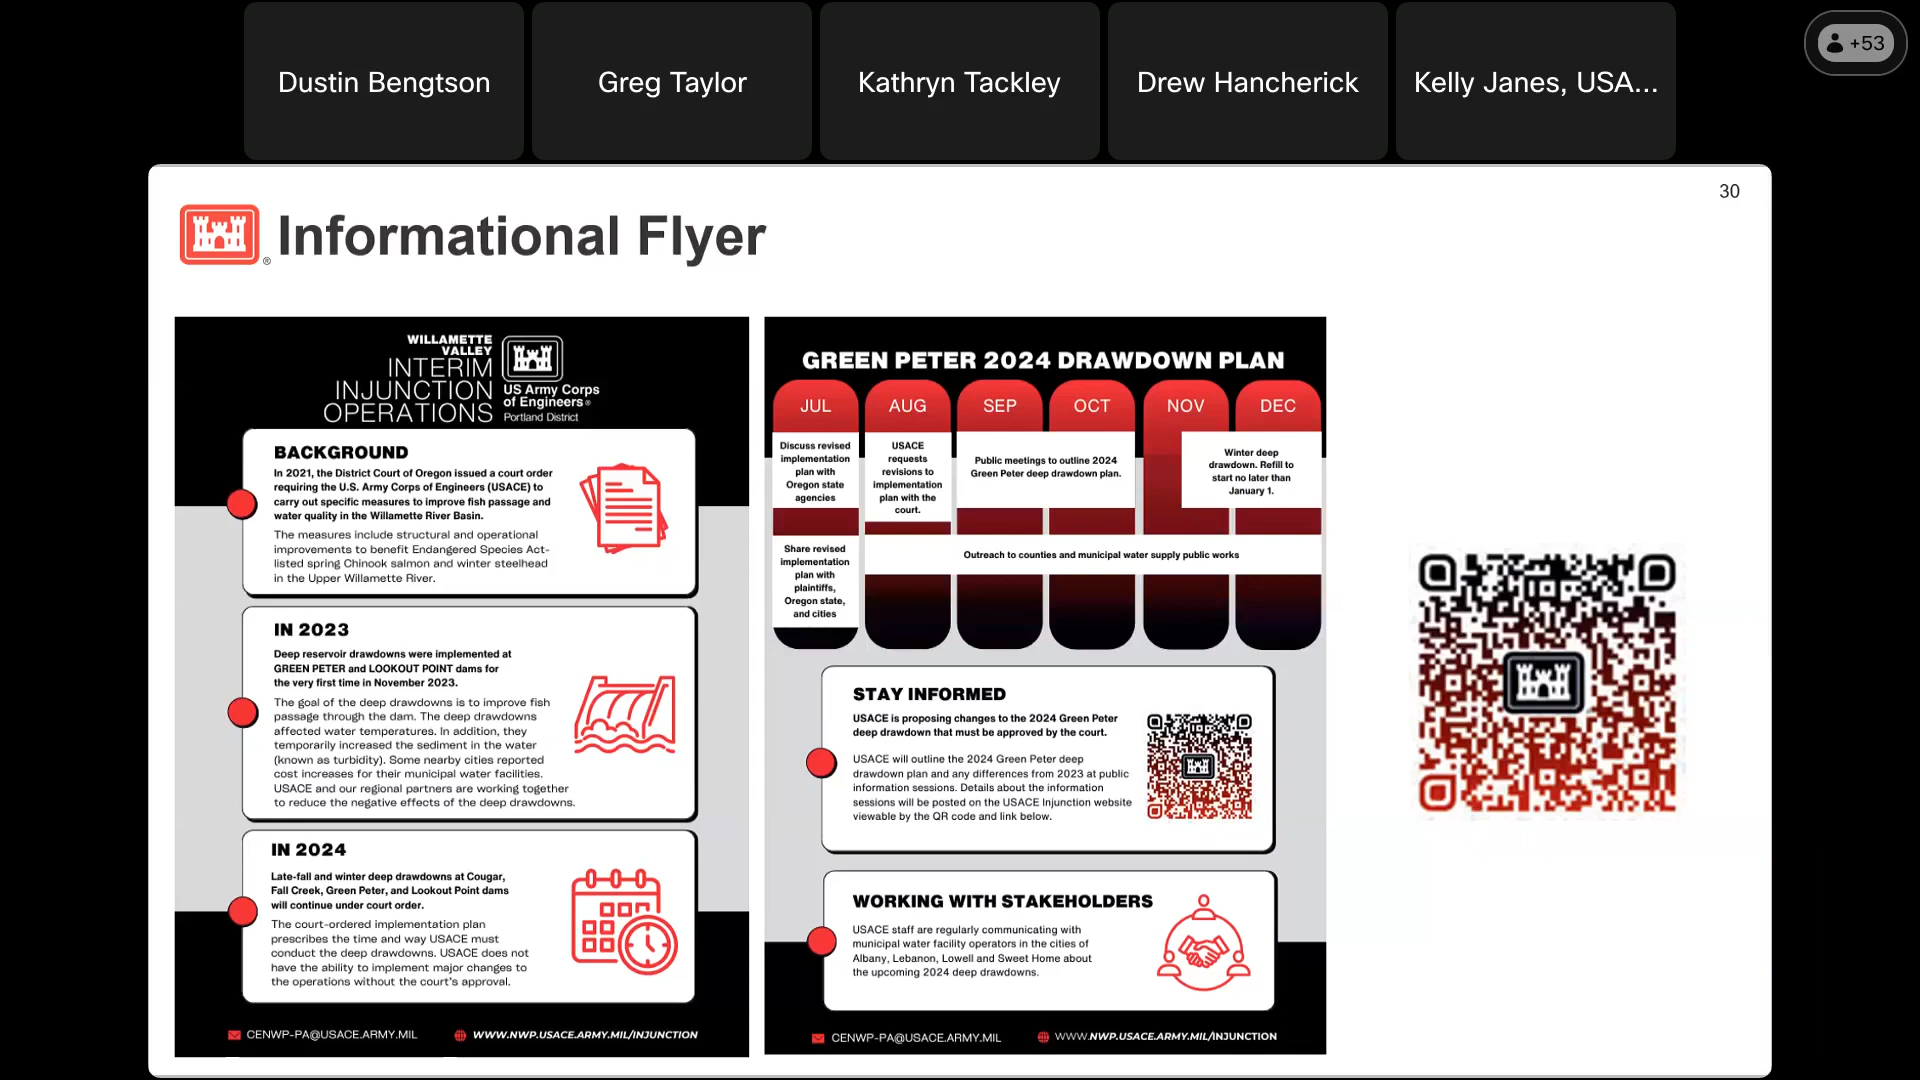 Dustin Bengtson
Greg Taylor
Kathryn Tackley
Drew Hancherick
Kelly Janes, USA...
+53
30
Informational Flyer
®
WILLAMETTE
VALLEY
INTERIM
INJUNCTION
OPERATIONS
US Army Corps
of Engineers®
Portland District
BACKGROUND
In 2021, the District Court of Oregon issued a court order
requiring the U.S. Army Corps of Engineers (USACE) to
carry out specific measures to improve fish passage and
water quality in the Willamette River Basin.
The measures include structural and operational
improvements to benefit Endangered Species Act-
listed spring Chinook salmon and winter steelhead
in the Upper Willamette River.
IN 2023
Deep reservoir drawdowns were implemented at
GREEN PETER and LOOKOUT POINT dams for
the very first time in November 2023.
The goal of the deep drawdowns is to improve fish
passage through the dam. The deep drawdowns
affected water temperatures. In addition, they
temporarily increased the sediment in the water
(known as turbidity). Some nearby cities reported
cost increases for their municipal water facilities.
USACE and our regional partners are working together
to reduce the negative effects of the deep drawdowns.
IN 2024
Late-fall and winter deep drawdowns at Cougar,
Fall Creek, Green Peter, and Lookout Point dams
will continue under court order.
The court-ordered implementation plan
prescribes the time and way USACE must
conduct the deep drawdowns. USACE does not
have the ability to implement major changes to
the operations without the court's approval.
CENWP-PA@USACE.ARMY.MIL
WWW.NWP.USACE.ARMY.MIL/INJUNCTION
GREEN PETER 2024 DRAWDOWN PLAN
JUL
AUG
SEP
OCT
NOV
DEC
Discuss revised
implementation
plan with
Oregon state
agencies
USACE
requests
revisions to
implementation
plan with the
court.
Public meetings to outline 2024
Green Peter deep drawdown plan.
Winter deep
drawdown. Refill to
start no later than
January 1.
Share revised
implementation
plan with
plaintiffs,
Oregon state,
and cities
Outreach to counties and municipal water supply public works
STAY INFORMED
USACE is proposing changes to the 2024 Green Peter
deep drawdown that must be approved by the court.
USACE will outline the 2024 Green Peter deep
drawdown plan and any differences from 2023 at public
information sessions. Details about the information
sessions will be posted on the USACE Injunction website
viewable by the QR code and link below.
WORKING WITH STAKEHOLDERS
USACE staff are regularly communicating with
municipal water facility operators in the cities of
Albany, Lebanon, Lowell and Sweet Home about
the upcoming 2024 deep drawdowns.
CENWP-PA@USACE.ARMY.MIL
WWW.NWP.USACE.ARMY.MIL/INJUNCTION